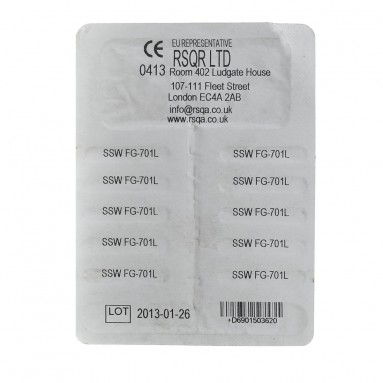 CE EU REPRESENTATIVE
RSQR LTD
0413 Room 402 Ludgate House
107-111 Fleet Street
London EC4A 2AB
info@rsqa.co.uk
www.rsqa.co.uk
SSW FG-701L SSW FG-701L
SSW FG-701L SSW FG-701L
SSW FG-701L SSW FG-701L
SSW FG-701L SSW FG-701L
SSW FG-701L SSW FG-701L
LOT 2013-01-26
+D6901503620